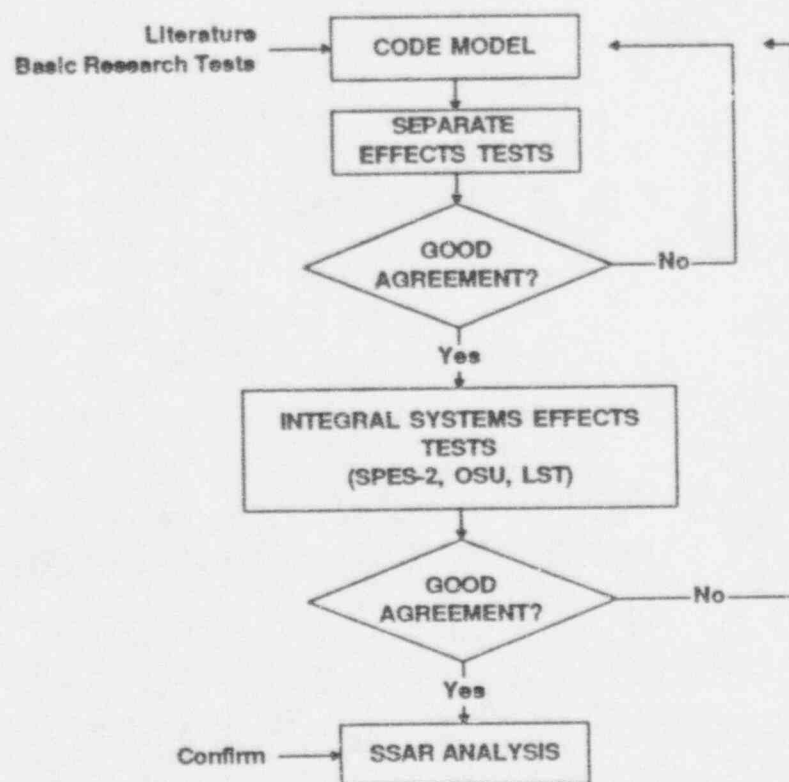 Literature
Basic Research Tests
CODE MODEL
SEPARATE
EFFECTS TESTS
GOOD
AGREEMENT?
No
Yes
INTEGRAL SYSTEMS EFFECTS
TESTS
(SPES-2, OSU, LST)
GOOD
AGREEMENT?
No
Yes
Confirm
SSAR ANALYSIS